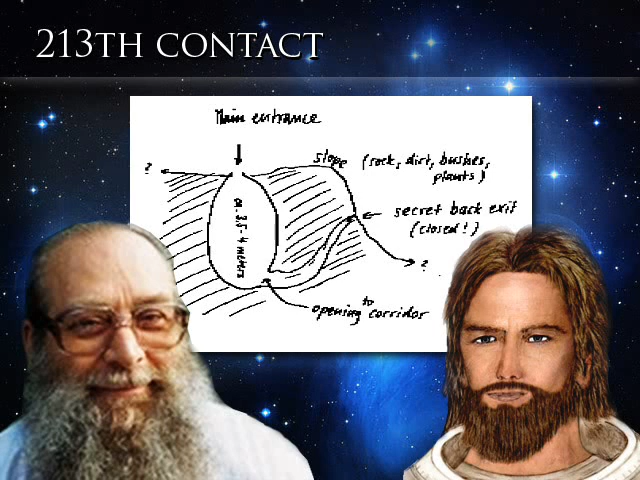 213TH CONTACT
Main entrance
?
slope (rock, dirt, bushes,
plants)
ca. 3.5-4 meters
secret back exit
(closed!)
?
opening to corridor